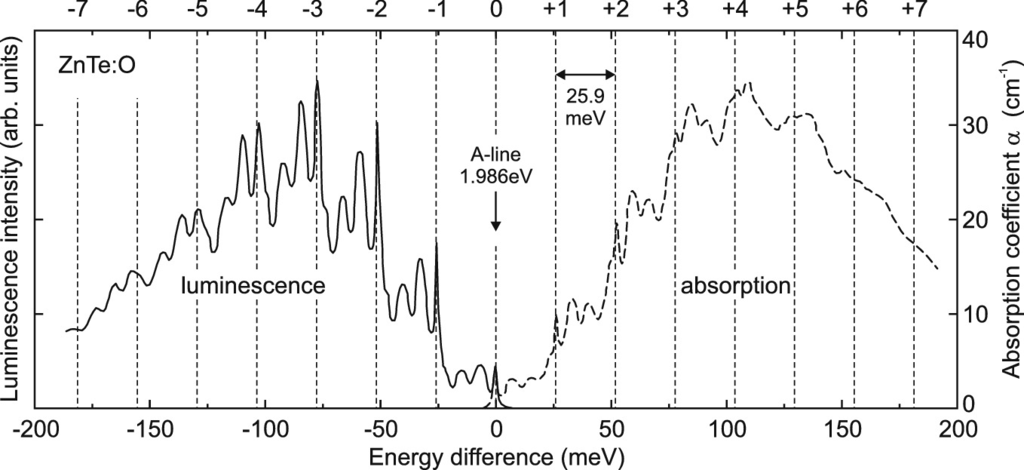 -7 -6 -5 -4 -3 -2 -1 0 +1 +2 +3 +4 +5 +6 +7
ZnTe:O
Luminescence intensity (arb. units)
25.9
meV
A-line
1.986eV
luminescence
absorption
40
30
20
10
0
Absorption coefficient α (cm⁻¹)
-200 -150 -100 -50 0 50 100 150 200
Energy difference (meV)